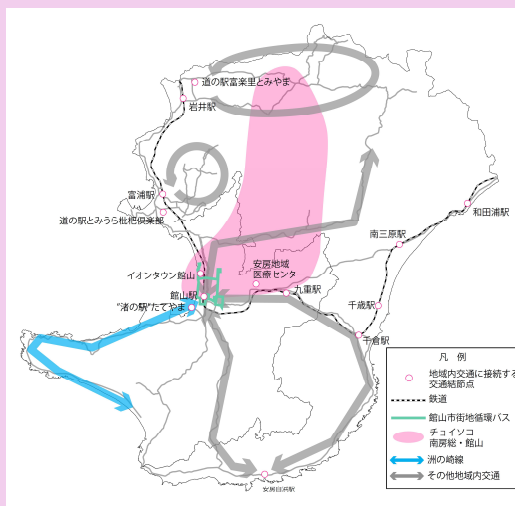 道の駅富楽里とみやま
岩井駅
富浦駅
道の駅とみうら枇杷倶楽部
和田浦駅
南三原駅
安房地域
医療センタ
イオンタウン館山
館山駅
九重駅
"渚の駅"たてやま
千歳駅
千倉駅
安房白浜駅
凡 例
地域内交通に接続する
交通結節点
鉄道
館山市街地循環バス
チョイソコ
南房総・館山
洲の崎線
その他地域内交通